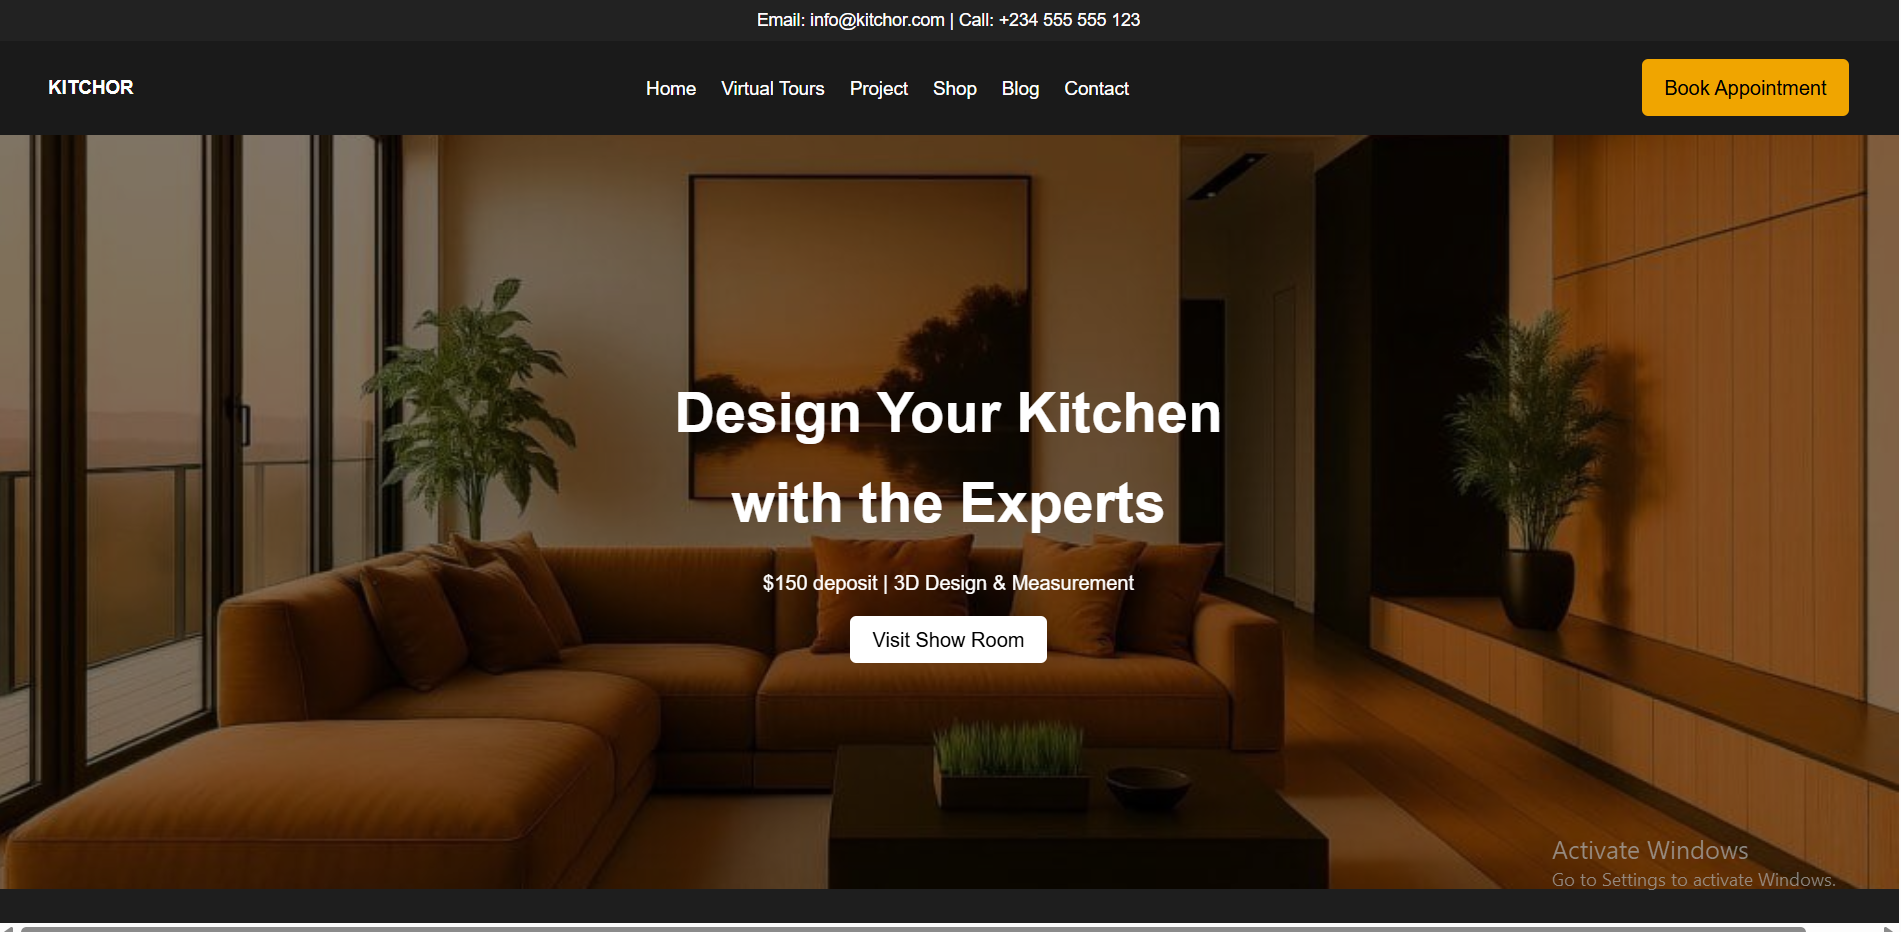 Email: info@kitchor.com | Call: +234 555 555 123
KITCHOR
Home Virtual Tours Project Shop Blog Contact
Book Appointment
Design Your Kitchen
with the Experts
$150 deposit | 3D Design & Measurement
Visit Show Room
Activate Windows
Go to Settings to activate Windows.